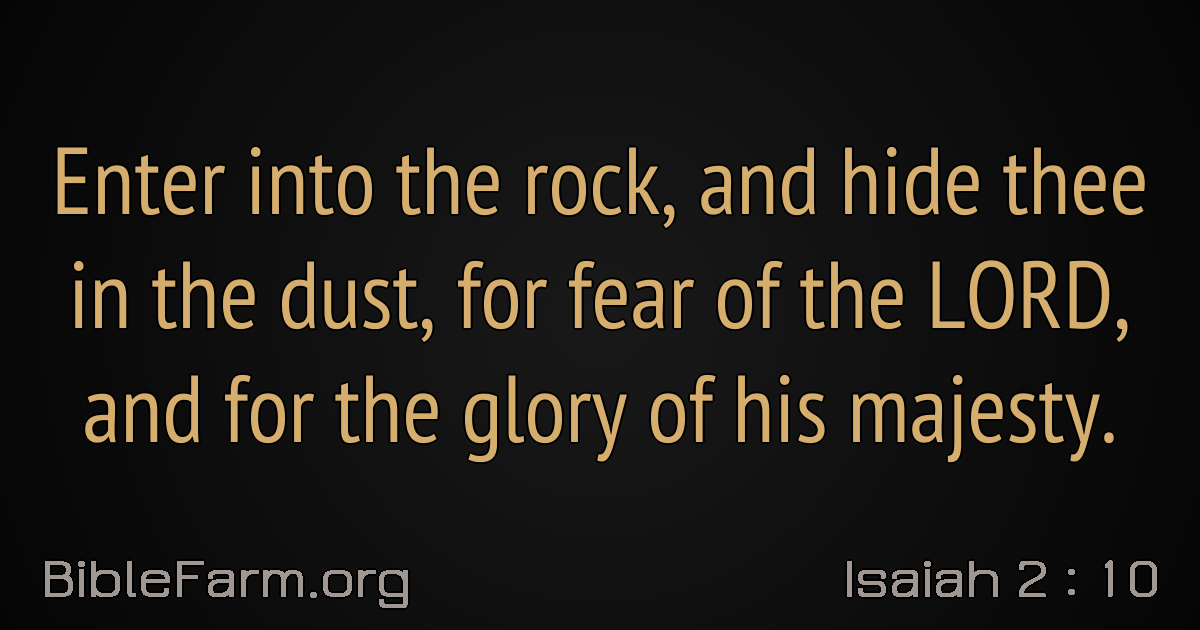 Enter into the rock, and hide thee
in the dust, for fear of the LORD,
and for the glory of his majesty.
BibleFarm.org
Isaiah 2 : 10